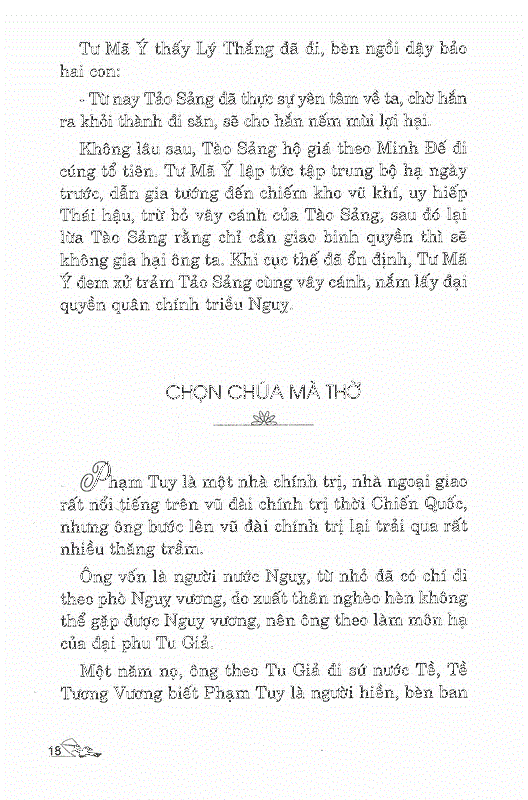 Tư Mã Ý thấy Lý Thắng đã đi, bèn ngồi dậy bảo
hai con:
- Từ nay Tào Sảng đã thực sự yên tâm về ta, chờ hắn
ra khỏi thành đi săn, sẽ cho hắn nếm mùi lợi hại.
Không lâu sau, Tào Sảng hộ giá theo Minh Đế đi
cúng tổ tiên. Tư Mã Ý lập tức tập trung bộ hạ ngày
trước, dẫn gia tướng đến chiếm kho vũ khí, uy hiếp
Thái hậu, trừ bỏ vây cánh của Tào Sảng, sau đó lại
lừa Tào Sảng rằng chỉ cần giao binh quyền thì sẽ
không gia hại ông ta. Khi cục thế đã ổn định, Tư Mã
Ý đem xử trảm Tào Sảng cùng vây cánh, nắm lấy đại
quyền quân chính triều Ngụy.
CHỌN CHÚA MÀ THỜ
Phạm Tuy là một nhà chính trị, nhà ngoại giao
rất nổi tiếng trên vũ đài chính trị thời Chiến Quốc,
nhưng ông bước lên vũ đài chính trị lại trải qua rất
nhiều thăng trầm.
Ông vốn là người nước Ngụy, từ nhỏ đã có chí đi
theo phò Ngụy vương, do xuất thân nghèo hèn không
thể gặp được Ngụy vương, nên ông theo làm môn hạ
của đại phu Tu Giả.
Một năm nọ, ông theo Tu Giả đi sứ nước Tề, Tề
Tương Vương biết Phạm Tuy là người hiền, bèn ban
18